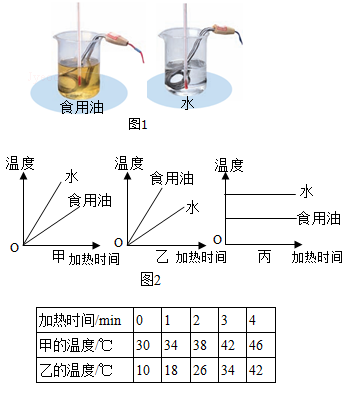 食用油
水
图1
温度
水
食用油
O
甲
加热时间
温度
食用油
水
O
乙
加热时间
温度
水
食用油
O
丙
加热时间
图2
加热时间/min 0 1 2 3 4
甲的温度/℃ 30 34 38 42 46
乙的温度/℃ 10 18 26 34 42